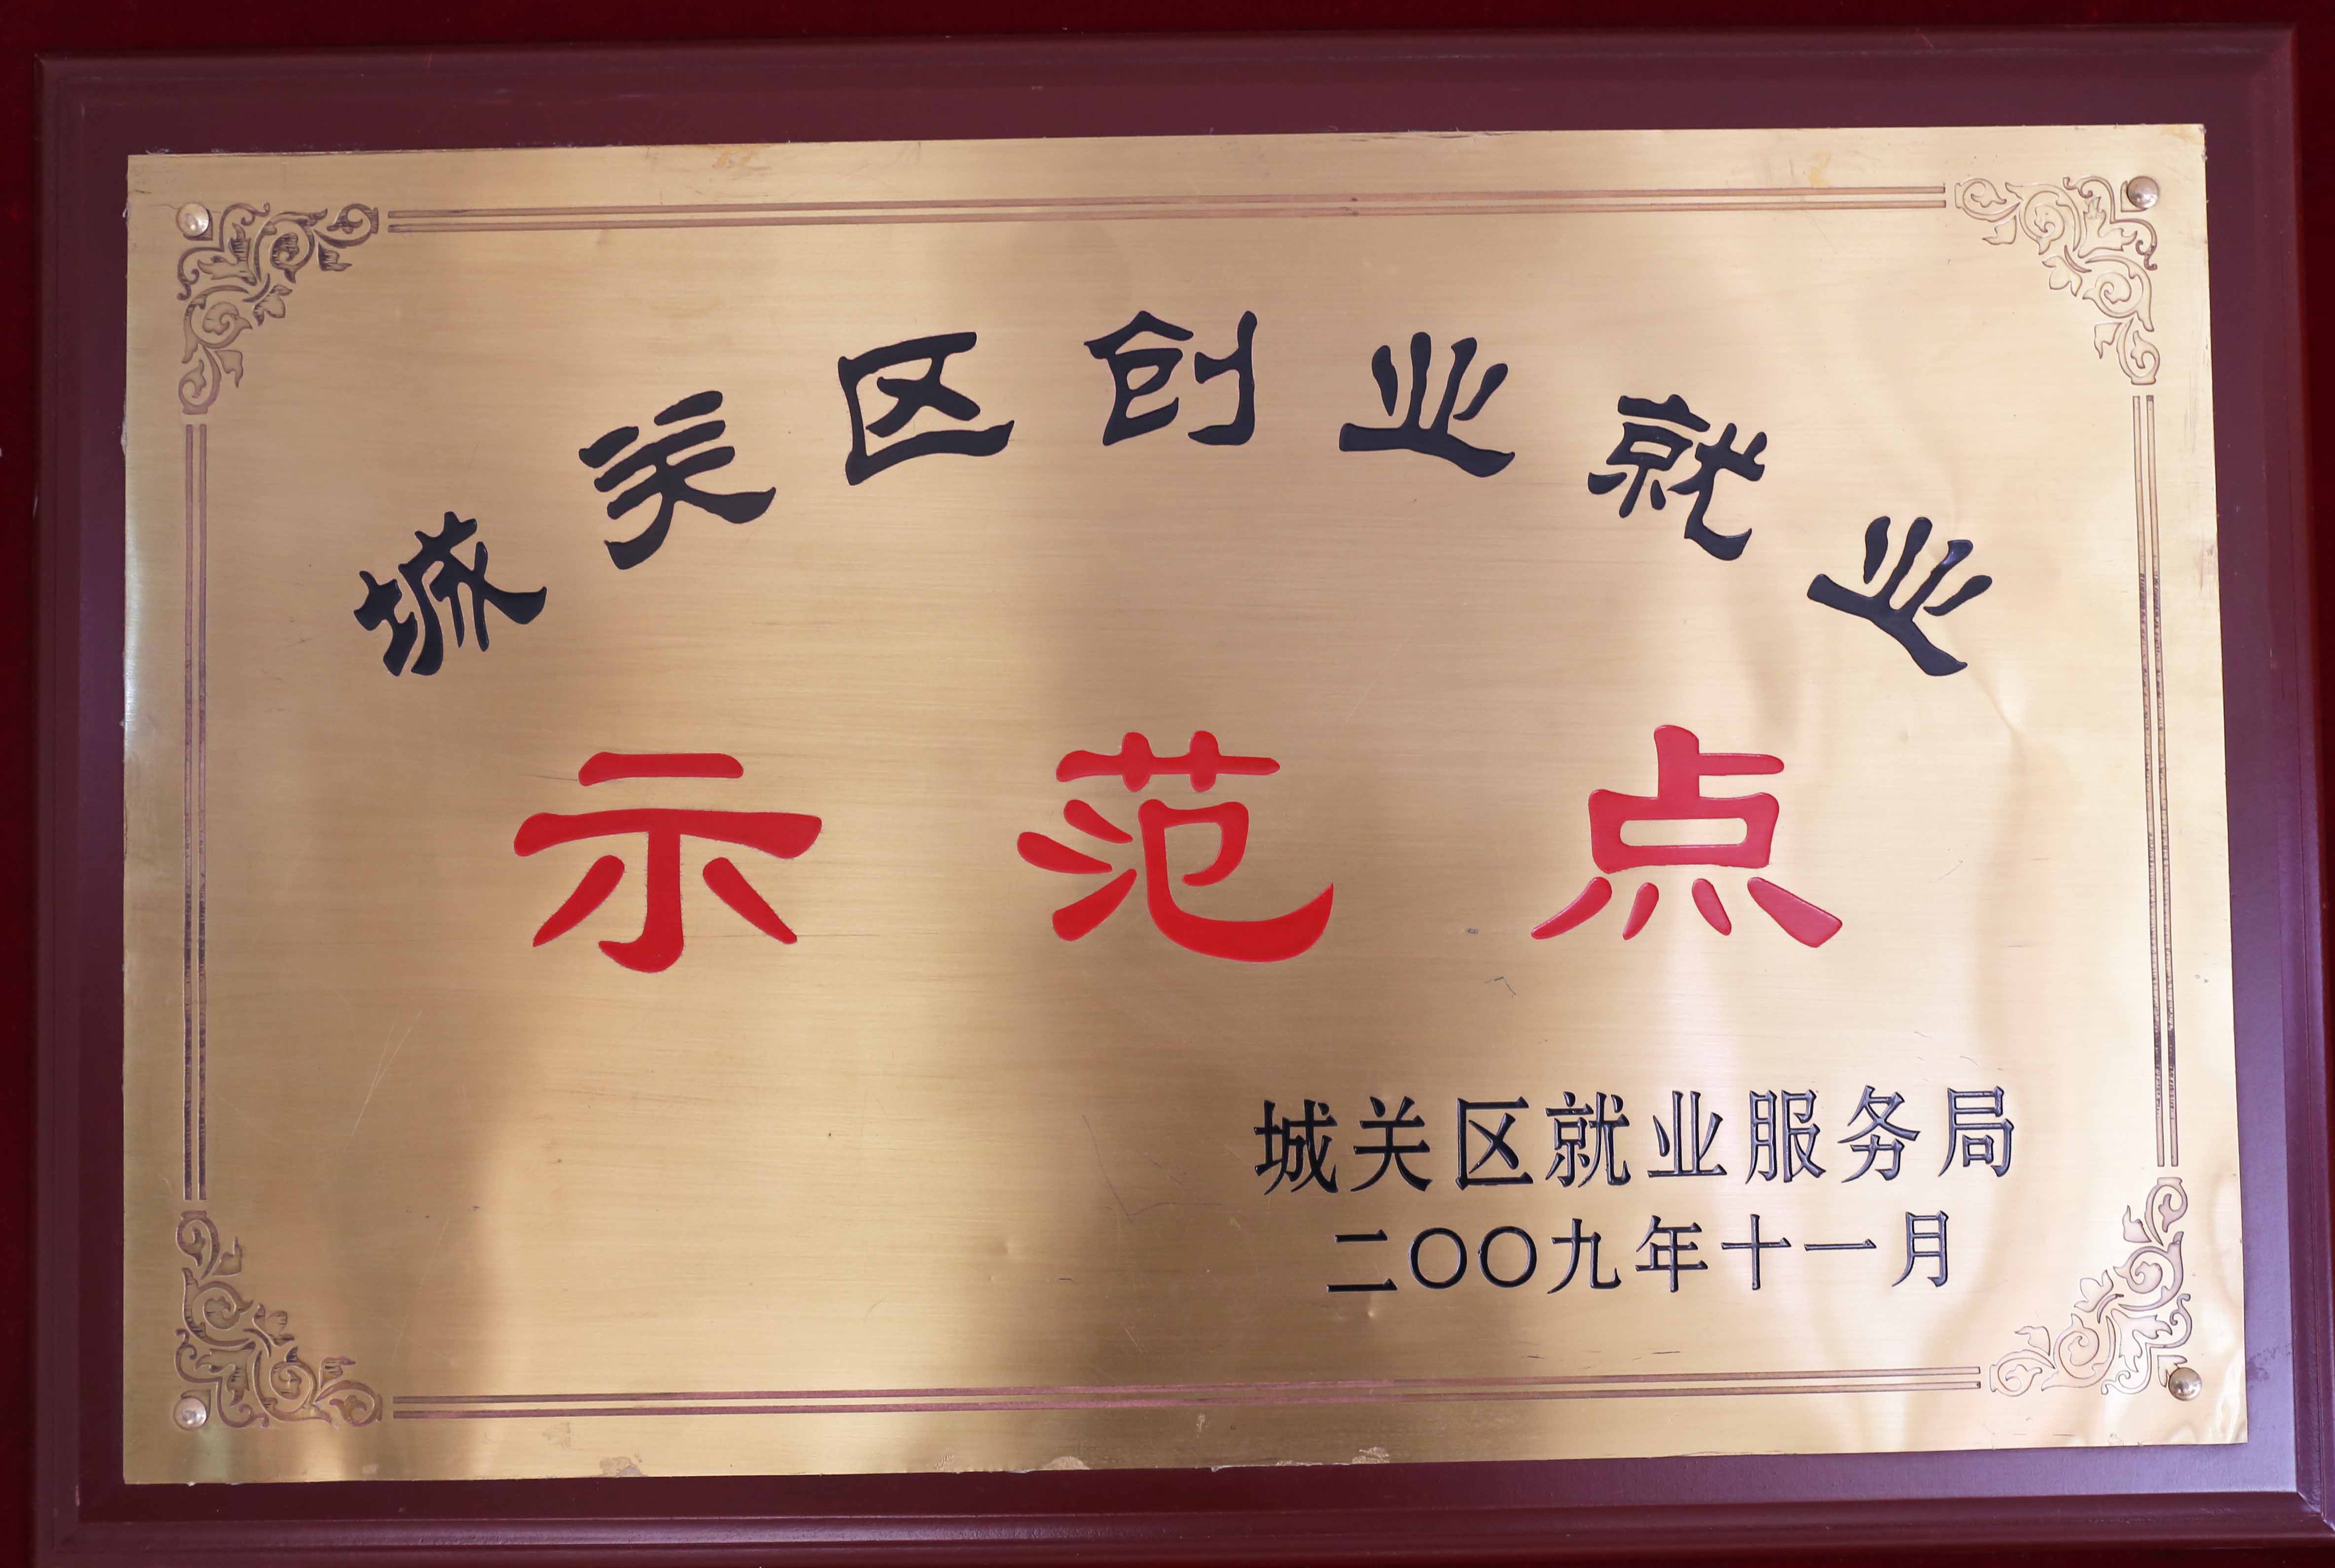 城关区创业就业
示范点
城关区就业服务局
二〇〇九年十一月